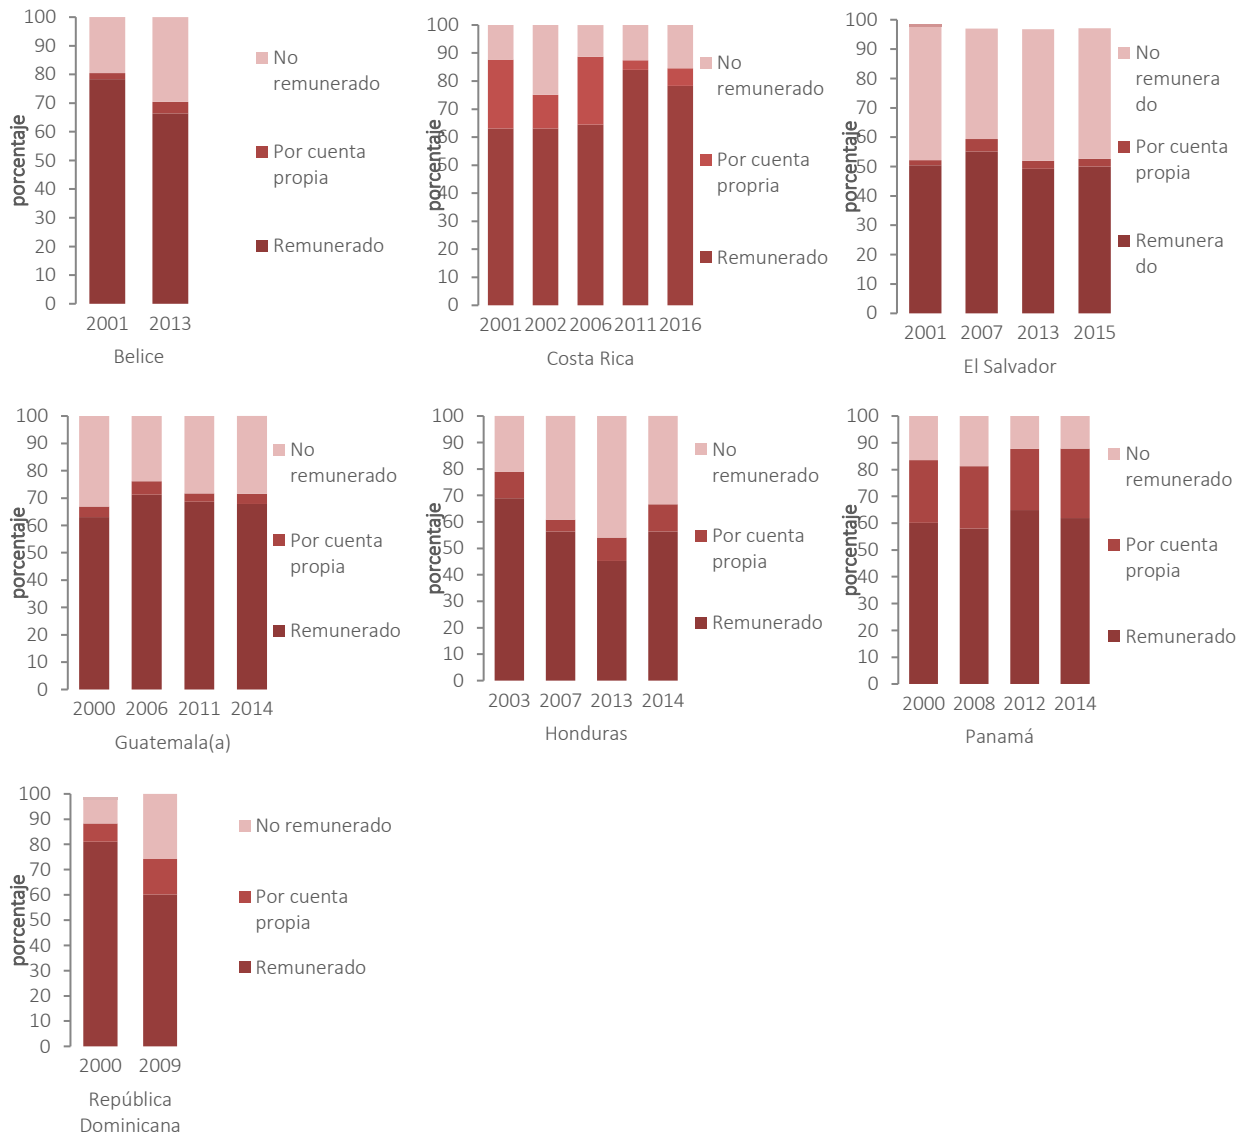 100
90
80
70
60
50
40
30
20
10
0
porcentaje
2001 2013
Belice
No
remunerado
Por cuenta
propia
Remunerado
100
90
80
70
60
50
40
30
20
10
0
porcentaje
2001 2002 2006 2011 2016
Costa Rica
No
remunerado
Por cuenta
propria
Remunerado
100
90
80
70
60
50
40
30
20
10
0
porcentaje
2001 2007 2013 2015
El Salvador
No
remunera
do
Por cuenta
propia
Remunera
do
100
90
80
70
60
50
40
30
20
10
0
porcentaje
2000 2006 2011 2014
Guatemala(a)
No
remunerado
Por cuenta
propia
Remunerado
100
90
80
70
60
50
40
30
20
10
0
porcentaje
2003 2007 2013 2014
Honduras
No
remunerado
Por cuenta
propia
Remunerado
100
90
80
70
60
50
40
30
20
10
0
porcentaje
2000 2008 2012 2014
Panamá
No
remunerado
Por cuenta
propia
Remunerado
100
90
80
70
60
50
40
30
20
10
0
porcentaje
2000 2009
República
Dominicana
No remunerado
Por cuenta
propia
Remunerado